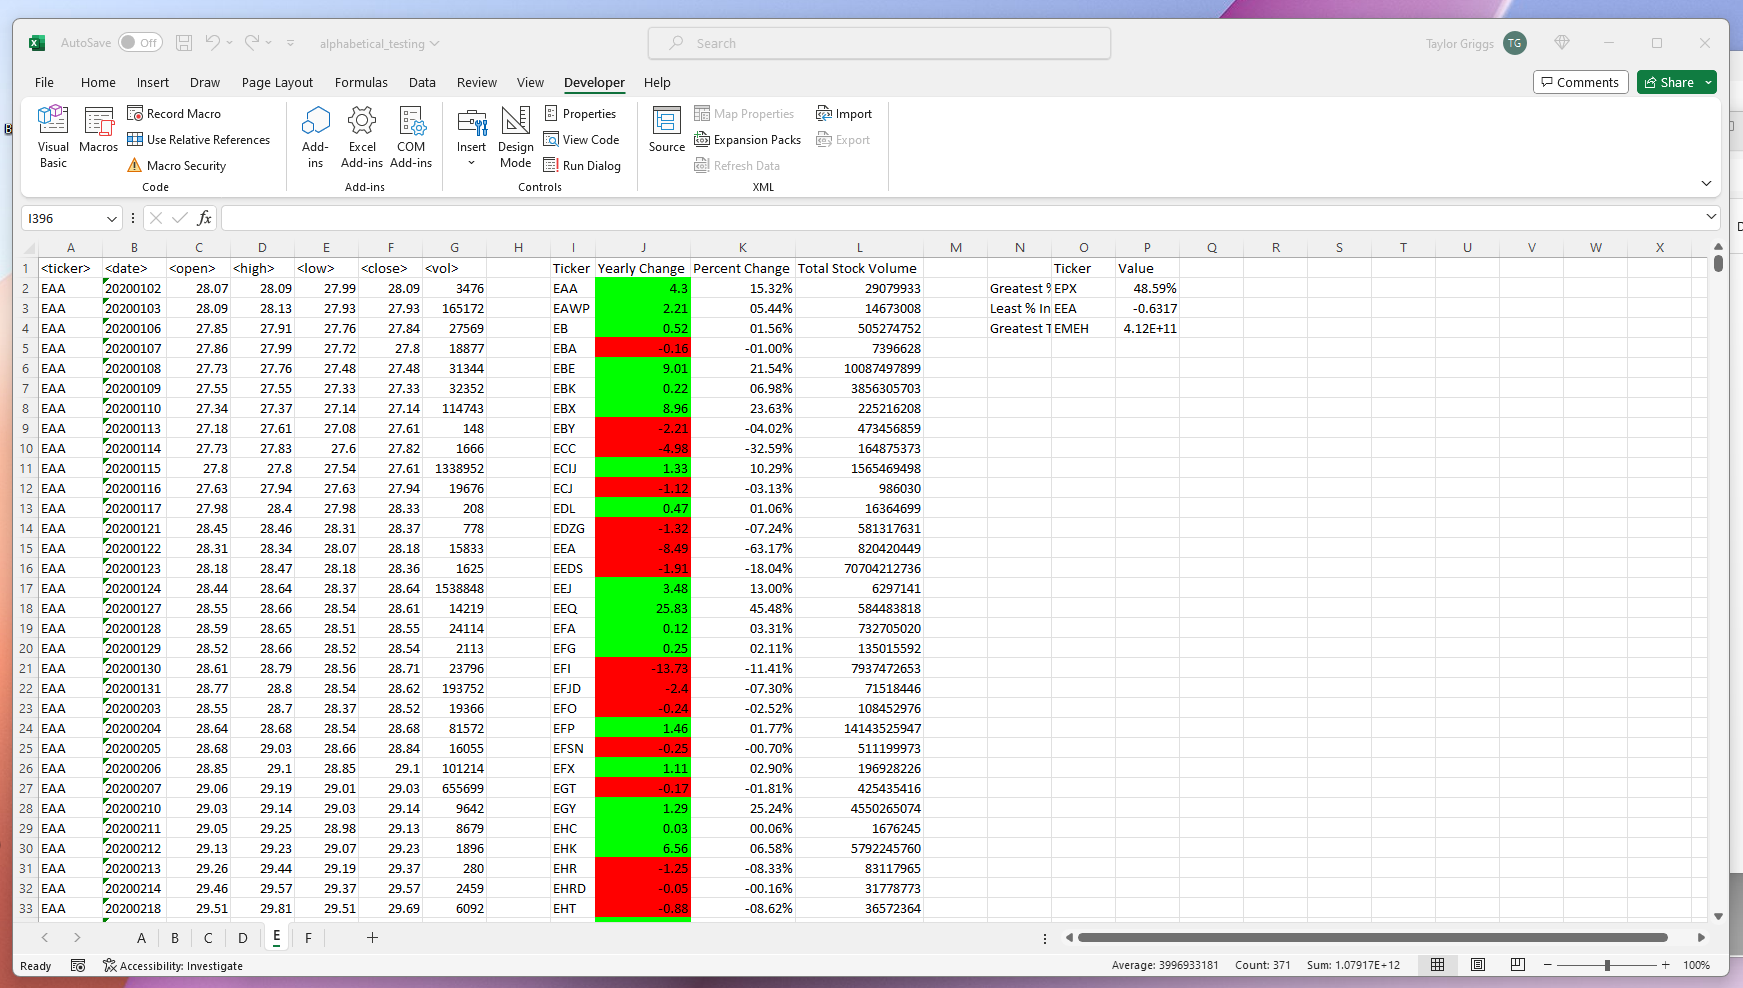 AutoSave Off alphabetical_testing Search Taylor Griggs TG
File Home Insert Draw Page Layout Formulas Data Review View Developer Help Comments Share
Visual Basic
Macros
Record Macro
Use Relative References
Macro Security
Code
Add-ins
Excel Add-ins
COM Add-ins
Add-ins
Insert
Design Mode
Properties
View Code
Run Dialog
Controls
Source
Map Properties
Expansion Packs
Refresh Data
Import
Export
XML
I396 fx
A B C D E F G H I J K L M N O P Q R S T U V W X
1 <ticker> <date> <open> <high> <low> <close> <vol> Ticker Yearly Change Percent Change Total Stock Volume Ticker Value
2 EAA 20200102 28.07 28.09 27.99 28.09 3476 EAA 4.3 15.32% 29079933 Greatest % EPX 48.59%
3 EAA 20200103 28.09 28.13 27.93 27.93 165172 EAWP 2.21 05.44% 14673008 Least % In EEA -0.6317
4 EAA 20200106 27.85 27.91 27.76 27.84 27569 EB 0.52 01.56% 505274752 Greatest T EMEH 4.12E+11
5 EAA 20200107 27.86 27.99 27.72 27.8 18877 EBA -0.16 -01.00% 7396628
6 EAA 20200108 27.73 27.76 27.48 27.48 31344 EBE 9.01 21.54% 10087497899
7 EAA 20200109 27.55 27.55 27.33 27.33 32352 EBK 0.22 06.98% 3856305703
8 EAA 20200110 27.34 27.37 27.14 27.14 114743 EBX 8.96 23.63% 225216208
9 EAA 20200113 27.18 27.61 27.08 27.61 148 EBY -2.21 -04.02% 473456859
10 EAA 20200114 27.73 27.83 27.6 27.82 1666 ECC -4.98 -32.59% 164875373
11 EAA 20200115 27.8 27.8 27.54 27.61 1338952 ECIJ 1.33 10.29% 1565469498
12 EAA 20200116 27.63 27.94 27.63 27.94 19676 ECJ -1.12 -03.13% 986030
13 EAA 20200117 27.98 28.4 27.98 28.33 208 EDL 0.47 01.06% 16364699
14 EAA 20200121 28.45 28.46 28.31 28.37 778 EDZG -1.32 -07.24% 581317631
15 EAA 20200122 28.31 28.34 28.07 28.18 15833 EEA -8.49 -63.17% 820420449
16 EAA 20200123 28.18 28.47 28.18 28.36 1625 EEDS -1.91 -18.04% 70704212736
17 EAA 20200124 28.44 28.64 28.37 28.64 1538848 EEJ 3.48 13.00% 6297141
18 EAA 20200127 28.55 28.66 28.54 28.61 14219 EEQ 25.83 45.48% 584483818
19 EAA 20200128 28.59 28.65 28.51 28.55 24114 EFA 0.12 03.31% 732705020
20 EAA 20200129 28.52 28.66 28.52 28.54 2113 EFG 0.25 02.11% 135015592
21 EAA 20200130 28.61 28.79 28.56 28.71 23796 EFI -13.73 -11.41% 7937472653
22 EAA 20200131 28.77 28.8 28.54 28.62 193752 EFJD -2.4 -07.30% 71518446
23 EAA 20200203 28.55 28.7 28.37 28.52 19366 EFO -0.24 -02.52% 108452976
24 EAA 20200204 28.64 28.68 28.54 28.68 81572 EFP 1.46 01.77% 14143525947
25 EAA 20200205 28.68 29.03 28.66 28.84 16055 EFSN -0.25 -00.70% 511199973
26 EAA 20200206 28.85 29.1 28.85 29.1 101214 EFX 1.11 02.90% 196928226
27 EAA 20200207 29.06 29.19 29.01 29.03 655699 EGT -0.17 -01.81% 425435416
28 EAA 20200210 29.03 29.14 29.03 29.14 9642 EGY 1.29 25.24% 4550265074
29 EAA 20200211 29.05 29.25 28.98 29.13 8679 EHC 0.03 00.06% 1676245
30 EAA 20200212 29.13 29.23 29.07 29.23 1896 EHK 6.56 06.58% 5792245760
31 EAA 20200213 29.26 29.44 29.19 29.37 280 EHR -1.25 -08.33% 83117965
32 EAA 20200214 29.46 29.57 29.37 29.57 2459 EHRD -0.05 -00.16% 31778773
33 EAA 20200218 29.51 29.81 29.51 29.69 6092 EHT -0.88 -08.62% 36572364
A B C D E F
Ready Accessibility: Investigate Average: 3996933181 Count: 371 Sum: 1.07917E+12 100%